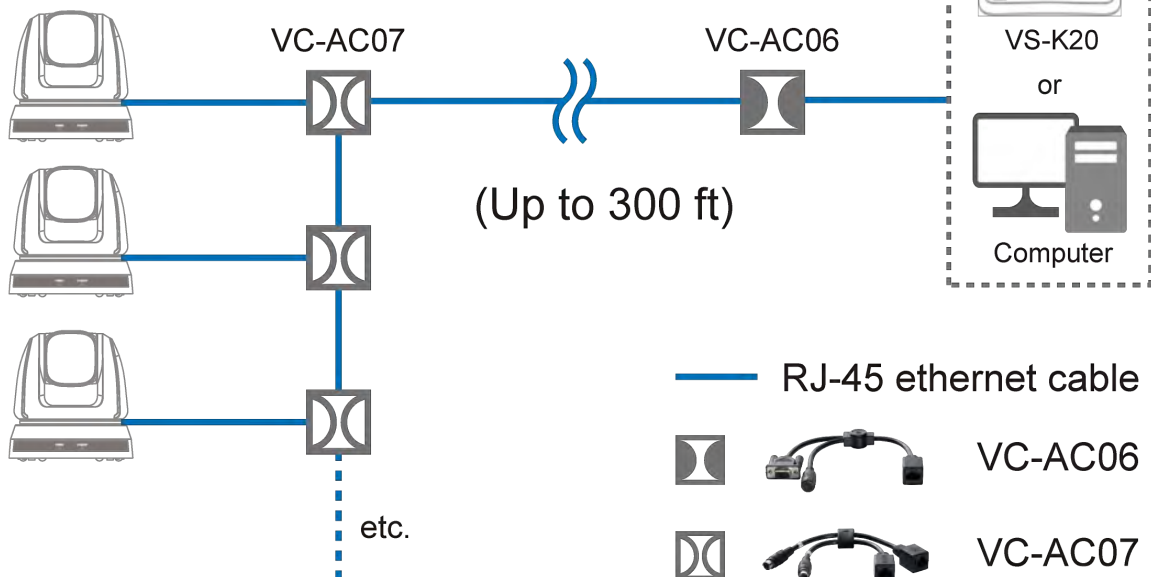 VC-AC07
VC-AC06
VS-K20
or
(Up to 300 ft)
Computer
RJ-45 ethernet cable
VC-AC06
etc.
VC-AC07